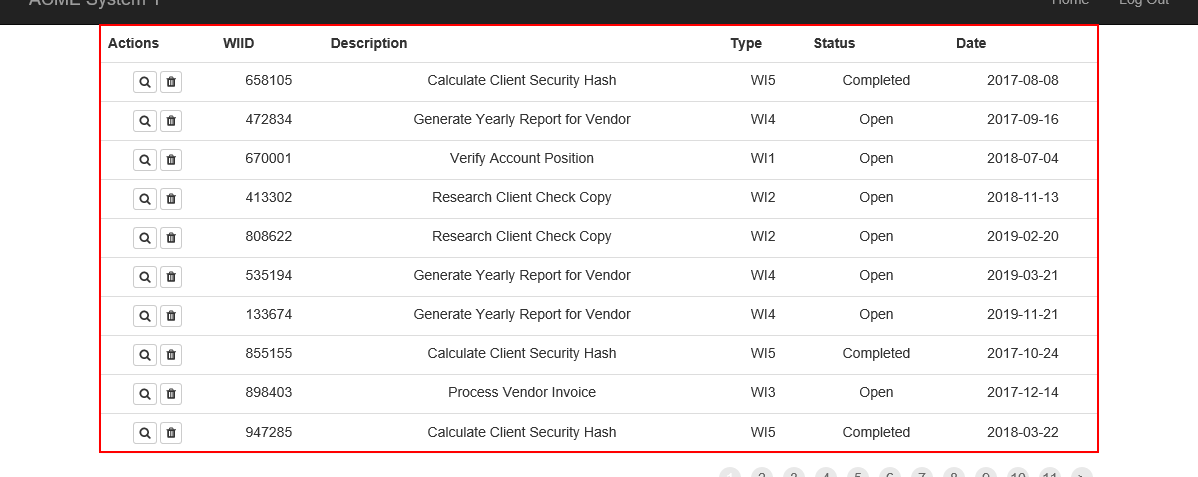 ACME System 1 Home Log Out
Actions WIID Description Type Status Date
658105 Calculate Client Security Hash WI5 Completed 2017-08-08
472834 Generate Yearly Report for Vendor WI4 Open 2017-09-16
670001 Verify Account Position WI1 Open 2018-07-04
413302 Research Client Check Copy WI2 Open 2018-11-13
808622 Research Client Check Copy WI2 Open 2019-02-20
535194 Generate Yearly Report for Vendor WI4 Open 2019-03-21
133674 Generate Yearly Report for Vendor WI4 Open 2019-11-21
855155 Calculate Client Security Hash WI5 Completed 2017-10-24
898403 Process Vendor Invoice WI3 Open 2017-12-14
947285 Calculate Client Security Hash WI5 Completed 2018-03-22
1 2 3 4 5 6 7 8 9 10 11 >